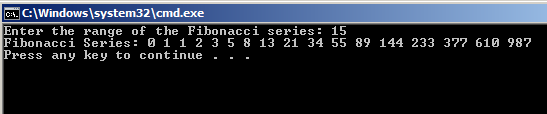 C:\Windows\system32\cmd.exe
Enter the range of the Fibonacci series: 15
Fibonacci Series: 0 1 1 2 3 5 8 13 21 34 55 89 144 233 377 610 987
Press any key to continue . . .